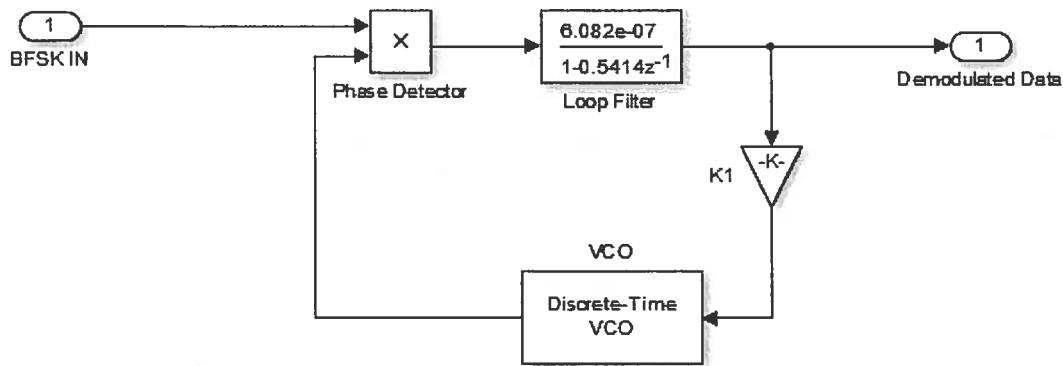 1
BFSK IN
×
Phase Detector
6.082e-07
1-0.5414z-1
Loop Filter
1
Demodulated Data
-K-
K1
VCO
Discrete-Time
VCO